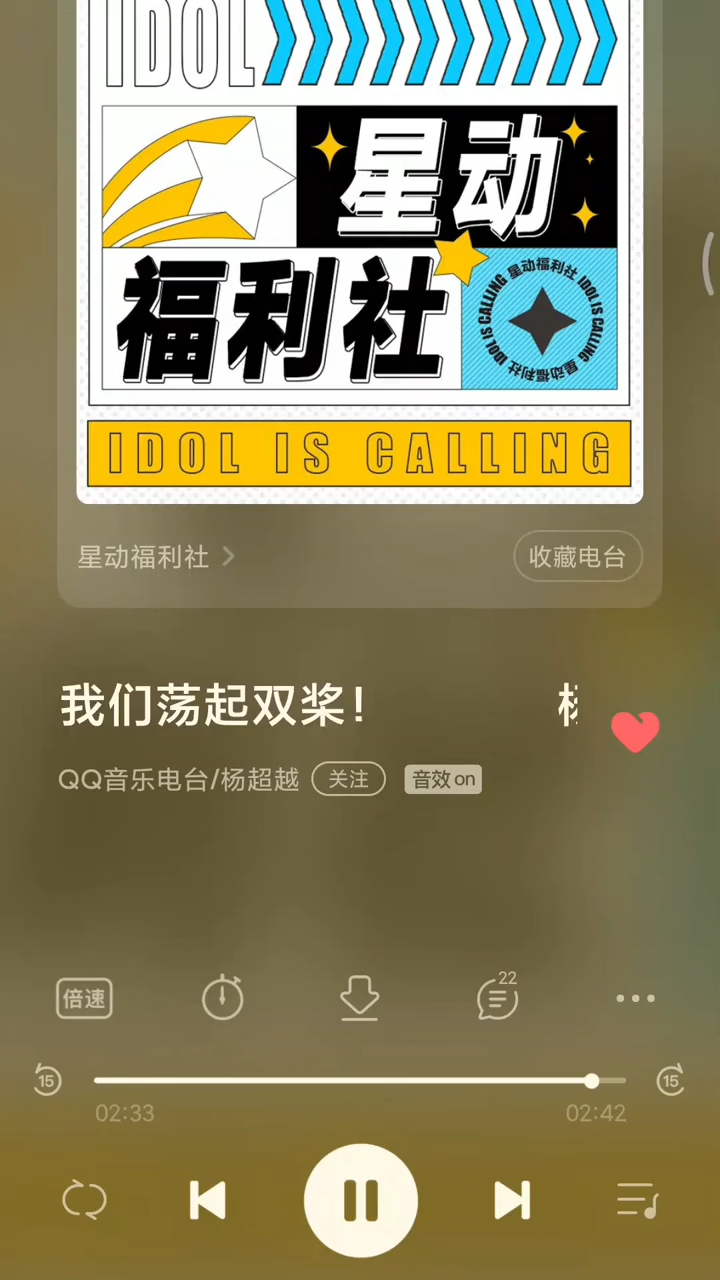 IDOL
星动
福利社
星动福利社 IDOL IS CALLING 星动福利社 IDOL IS CALLING
IDOL IS CALLING
星动福利社
收藏电台
我们荡起双桨！
QQ音乐电台/杨超越 关注 音效on
倍速
22
15
15
02:33
02:42